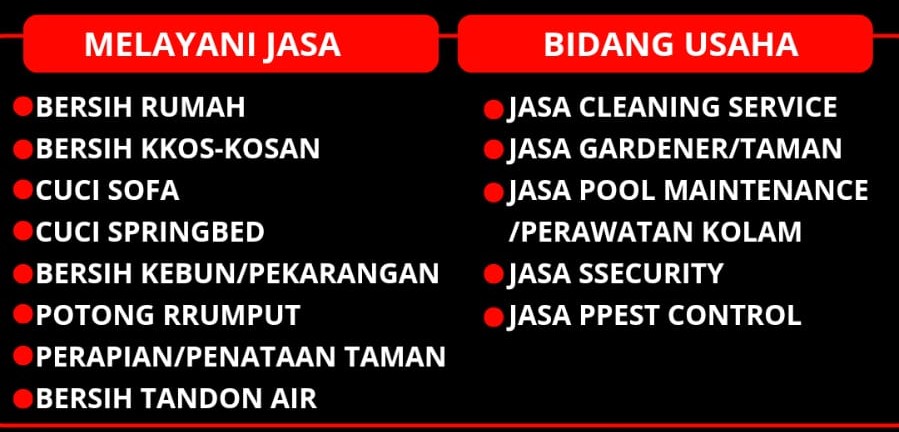 MELAYANI JASA
BERSIH RUMAH
BERSIH KKOS-KOSAN
CUCI SOFA
CUCI SPRINGBED
BERSIH KEBUN/PEKARANGAN
POTONG RRUMPUT
PERAPIAN/PENATAAN TAMAN
BERSIH TANDON AIR
BIDANG USAHA
JASA CLEANING SERVICE
JASA GARDENER/TAMAN
JASA POOL MAINTENANCE
/PERAWATAN KOLAM
JASA SSECURITY
JASA PPEST CONTROL